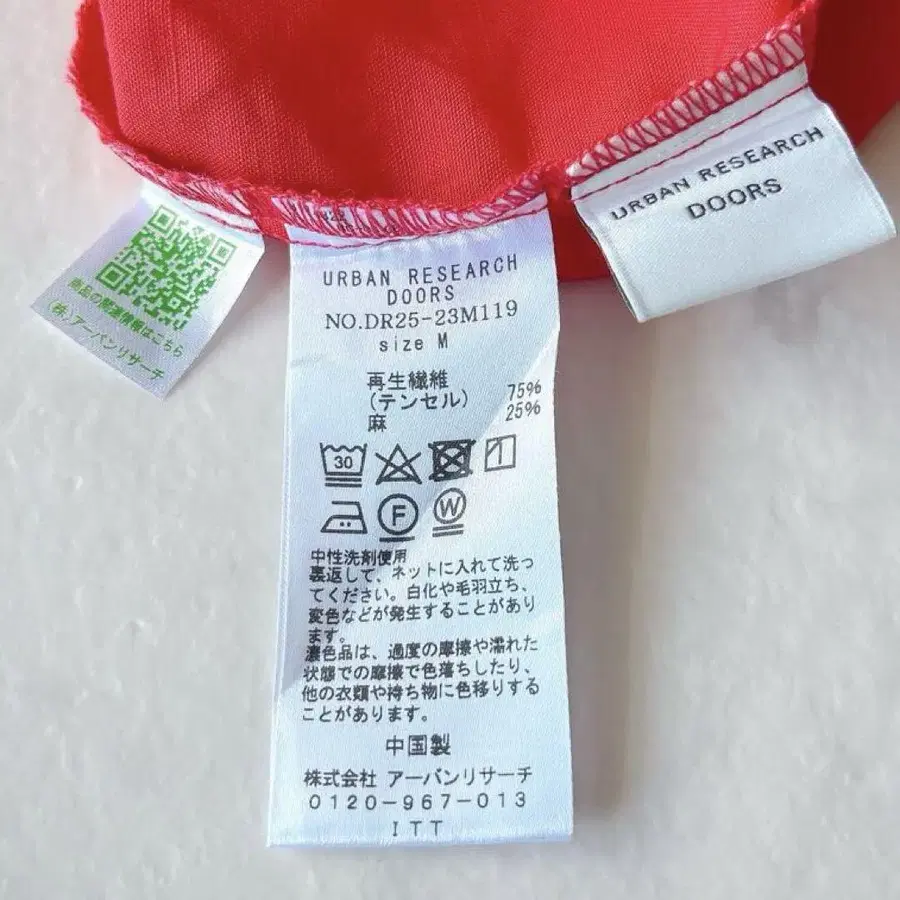 URBAN RESEARCH
DOORS
商品の関連情報はこちら
(株)アーバンリサーチ
URBAN RESEARCH
DOORS
NO.DR25-23M119
size M
再生繊維
(テンセル) 75%
麻 25%
30
F
W
中性洗剤使用
裏返して、ネットに入れて洗っ
てください。白化や毛羽立ち、
変色などが発生することがあり
ます。
濃色品は、過度の摩擦や濡れた
状態での摩擦で色落ちしたり、
他の衣類や持ち物に色移りする
ことがあります。
中国製
株式会社 アーバンリサーチ
0120-967-013
ITT